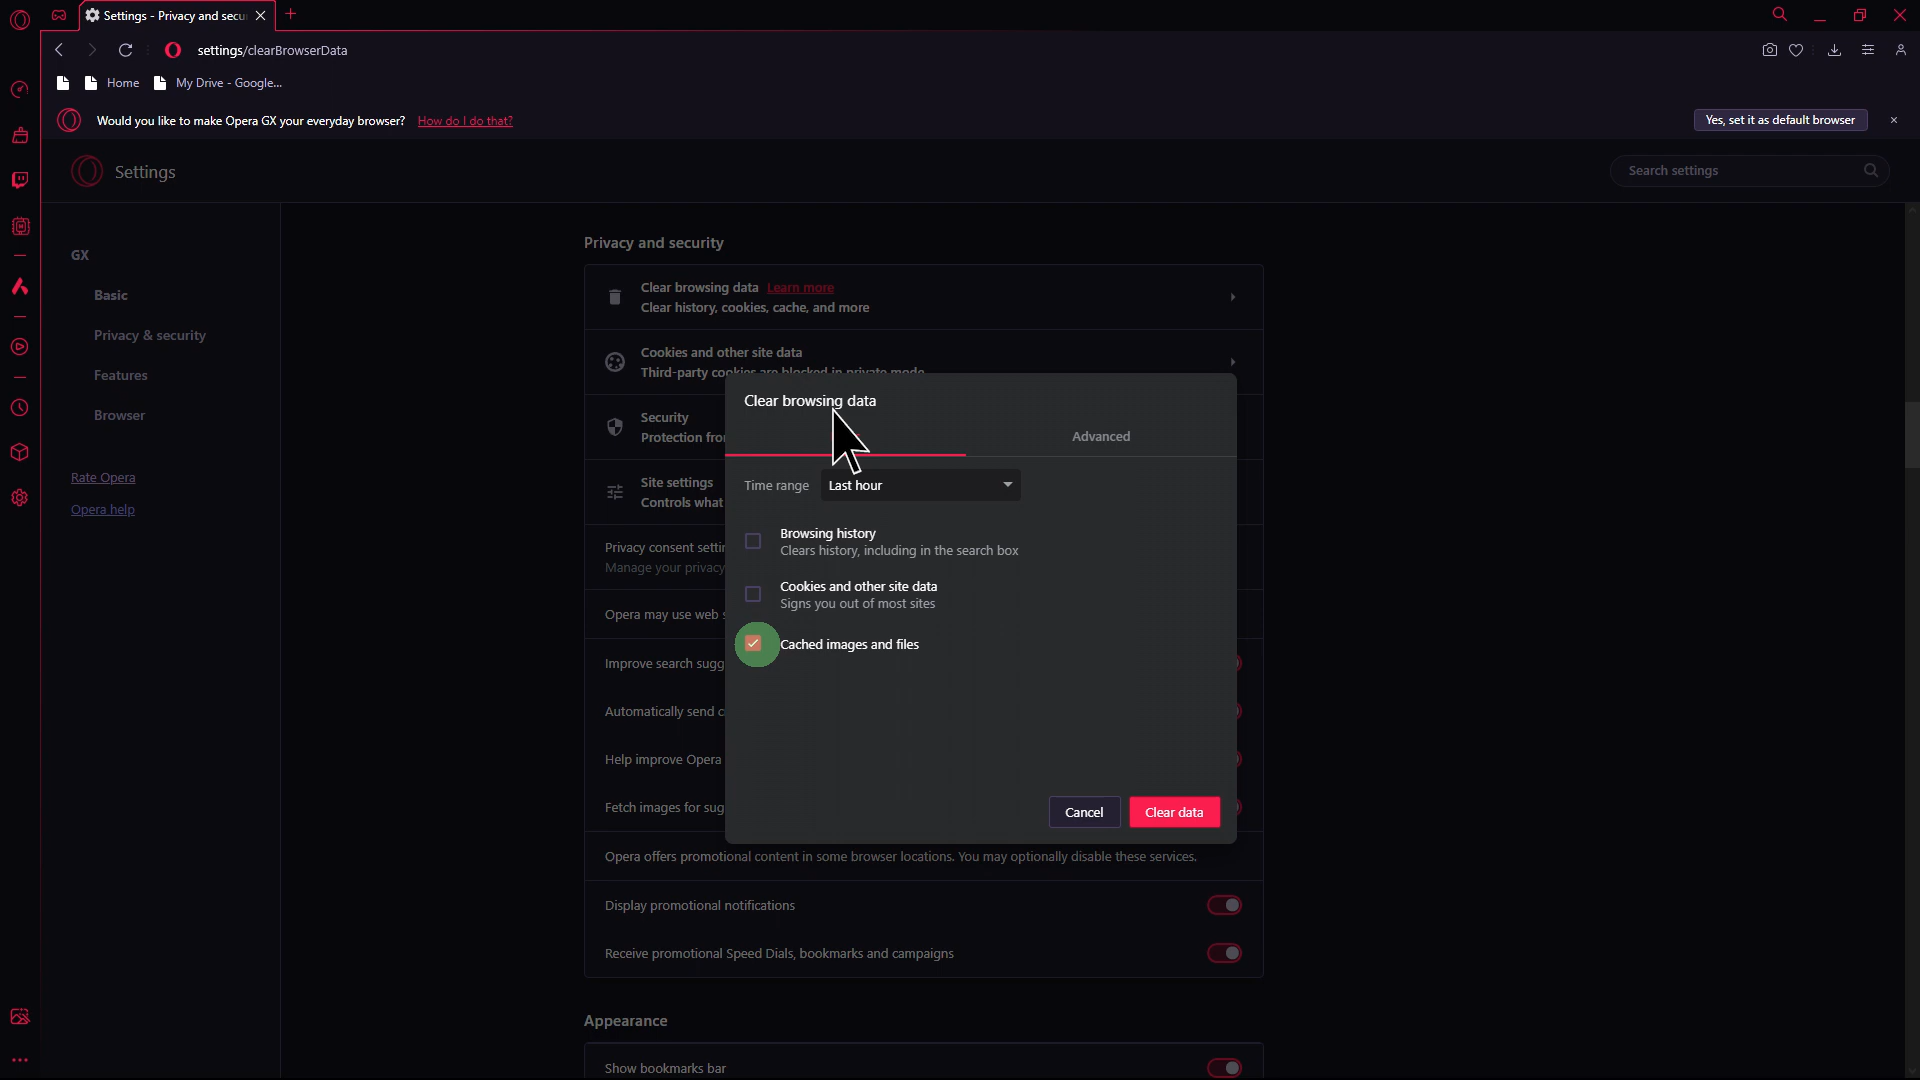 Settings - Privacy and secu
settings/clearBrowserData
Home
My Drive - Google...
Would you like to make Opera GX your everyday browser? How do I do that?
Yes, set it as default browser
Settings
Search settings
GX
Basic
Privacy & security
Features
Browser
Rate Opera
Opera help
Privacy and security
Clear browsing data Learn more
Clear history, cookies, cache, and more
Cookies and other site data
Third-party cookies are blocked in private mode
Security
Protection fro
Site settings
Controls what
Privacy consent settin
Manage your privacy
Opera may use web s
Improve search sugg
Automatically send c
Help improve Opera
Fetch images for sug
Clear browsing data
Advanced
Time range Last hour
Browsing history
Clears history, including in the search box
Cookies and other site data
Signs you out of most sites
Cached images and files
Cancel
Clear data
Opera offers promotional content in some browser locations. You may optionally disable these services.
Display promotional notifications
Receive promotional Speed Dials, bookmarks and campaigns
Appearance
Show bookmarks bar